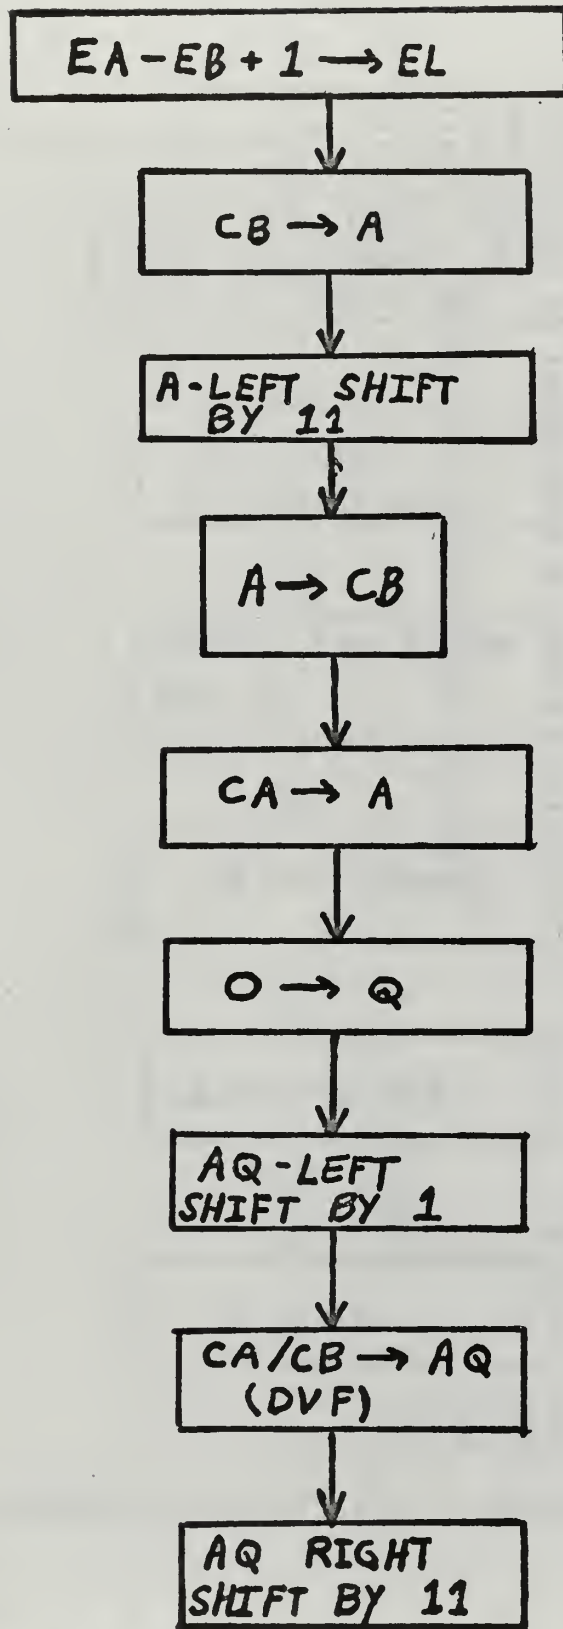 EA-EB+1→EL
CB→A
A-LEFT SHIFT
BY 11
A→CB
CA→A
0→Q
AQ-LEFT
SHIFT BY 1
CA/CB→AQ
(DVF)
AQ RIGHT
SHIFT BY 11